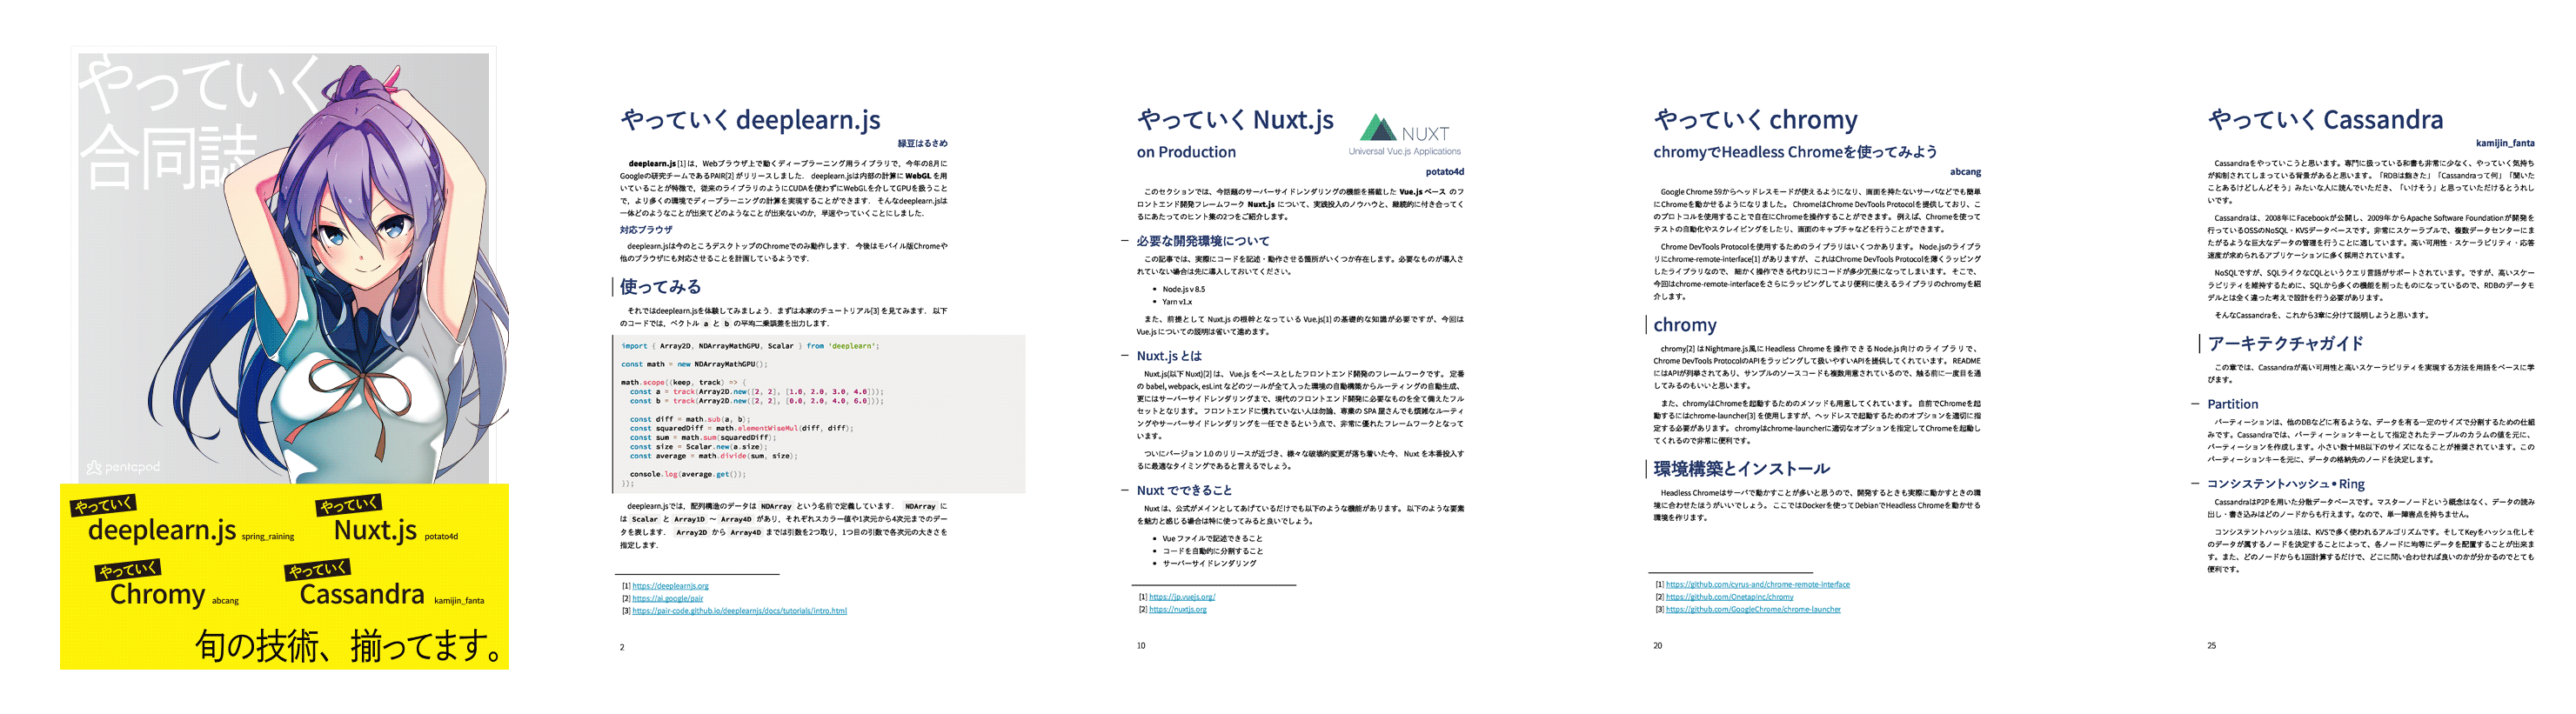 やっていく
合同誌
pentapod
やっていく
deeplearn.js spring_raining
やっていく
Nuxt.js potato4d
やっていく
Chromy abcang
やっていく
Cassandra kamijin_fanta
旬の技術、揃ってます。
やっていく deeplearn.js
緑豆はるさめ
deeplearn.js[1] は、Webブラウザ上で動くディープラーニング用ライブラリで、今年の8月に
Googleの研究チームであるPAIR[2] がリリースしました． deeplearn.jsは内部の計算に WebGL を用
いていることが特徴で、従来のライブラリのようにCUDAを使わずにWebGLを介してGPUを扱うこと
で、より多くの環境でディープラーニングの計算を実現することができます． そんなdeeplearn.jsは
一体どのようなことが出来てどのようなことが出来ないのか，早速やっていくことにしました．
対応ブラウザ
deeplearn.jsは今のところデスクトップのChromeでのみ動作します． 今後はモバイル版Chromeや
他のブラウザにも対応させることを計画しているようです．
使ってみる
それではdeeplearn.jsを体験してみましょう．まずは本家のチュートリアル[3] を見てみます．以下
のコードでは、ベクトル a と b の平均二乗誤差を出力します．
import { Array2D, NDArrayMathGPU, Scalar } from 'deeplearn';
const math = new NDArrayMathGPU();
math.scope((keep, track) => {
const a = track(Array2D.new([2, 2], [1.0, 2.0, 3.0, 4.0]));
const b = track(Array2D.new([2, 2], [0.0, 2.0, 4.0, 6.0]));
const diff = math.sub(a, b);
const squaredDiff = math.elementWiseMul(diff, diff);
const sum = math.sum(squaredDiff);
const size = Scalar.new(a.size);
const average = math.divide(sum, size);
console.log(average.get());
});
deeplearn.jsでは，配列構造のデータは NDArray という名前で定義しています． NDArray に
は Scalar と Array1D ～ Array4D があり，それぞれスカラー値や1次元から4次元までのデー
タを表します． Array2D から Array4D までは引数を2つ取り，1つ目の引数で各次元の大きさを
指定します．
[1] https://deeplearnjs.org
[2] https://ai.google/pair
[3] https://pair-code.github.io/deeplearnjs/docs/tutorials/intro.html
2
やっていく Nuxt.js
NUXT
Universal Vue.js Applications
on Production
potato4d
このセクションでは、今話題のサーバーサイドレンダリングの機能を搭載した Vue.js ベース のフ
ロントエンド開発フレームワーク Nuxt.js について、実践投入のノウハウと、継続的に付き合ってく
るにあたってのヒント集の2つをご紹介します。
必要な開発環境について
この記事では、実際にコードを記述・動作させる箇所がいくつか存在します。必要なものが導入さ
れていない場合は先に導入しておいてください。
• Node.js v 8.5
• Yarn v1.x
また、前提として Nuxt.js の根幹となっている Vue.js[1] の基礎的な知識が必要ですが、今回は
Vue.js についての説明は省いて進めます。
Nuxt.js とは
Nuxt.js(以下 Nuxt)[2] は、Vue.js をベースとしたフロントエンド開発のフレームワークです。 定番
の babel, webpack, esLint などのツールが全て入った環境の自動構築からルーティングの自動生成、
更にはサーバーサイドレンダリングまで、現代のフロントエンド開発に必要なものを全て備えたフル
セットとなります。 フロントエンドに慣れていない人は勿論、専業の SPA 屋さんでも煩雑なルーティ
ングやサーバーサイドレンダリングを一任できるという点で、非常に優れたフレームワークとなって
います。
ついにバージョン 1.0 のリリースが近づき、様々な破壊的変更が落ち着いた今、 Nuxt を本番投入す
るに最適なタイミングであると言えるでしょう。
Nuxt でできること
Nuxt は、公式がメインとしてあげているだけでも以下のような機能があります。 以下のような要素
を魅力と感じる場合は特に使ってみると良いでしょう。
• Vue ファイルで記述できること
• コードを自動的に分割すること
• サーバーサイドレンダリング
[1] https://jp.vuejs.org/
[2] https://nuxtjs.org
10
やっていく chromy
chromyでHeadless Chromeを使ってみよう
abcang
Google Chrome 59からヘッドレスモードが使えるようになり、画面を持たないサーバなどでも簡単
にChromeを動かせるようになりました。 ChromeはChrome DevTools Protocolを提供しており、こ
のプロトコルを使用することで自在にChromeを操作することができます。 例えば、Chromeを使って
テストの自動化やスクレイピングをしたり、画面のキャプチャなどを行うことができます。
Chrome DevTools Protocolを使用するためのライブラリはいくつかあります。 Node.jsのライブラ
リにchrome-remote-interface[1] がありますが、 これはChrome DevTools Protocolを薄くラッピング
したライブラリなので、 細かく操作できる代わりにコードが多少冗長になってしまいます。 そこで、
今回はchrome-remote-interfaceをさらにラッピングしてより便利に使えるライブラリのchromyを紹
介します。
chromy
chromy[2] はNightmare.js風にHeadless Chromeを操作できるNode.js向けのライブラリで、
Chrome DevTools ProtocolのAPIをラッピングして扱いやすいAPIを提供してくれています。 README
にはAPIが列挙されてあり、サンプルのソースコードも複数用意されているので、触る前に一度目を通
してみるのもいいと思います。
また、chromyはChromeを起動するためのメソッドも用意してくれています。 自前でChromeを起
動するにはchrome-launcher[3] を使用しますが、ヘッドレスで起動するためのオプションを適切に指
定する必要があります。 chromyはchrome-launcherに適切なオプションを指定してChromeを起動し
てくれるので非常に便利です。
環境構築とインストール
Headless Chromeはサーバで動かすことが多いと思うので、開発するときも実際に動かすときの環
境に合わせたほうがいいでしょう。 ここではDockerを使ってDebianでHeadless Chromeを動かせる
環境を作ります。
[1] https://github.com/cyrus-and/chrome-remote-interface
[2] https://github.com/OnetapInc/chromy
[3] https://github.com/GoogleChrome/chrome-launcher
20
やっていく Cassandra
kamijin_fanta
Cassandraをやっていこうと思います。専門に扱っている和書も非常に少なく、やっていく気持ち
が抑制されてしまっている背景があると思います。「RDBは飽きた」「Cassandraって何」「聞いた
ことあるけどしんどそう」みたいな人に読んでいただき、「いけそう」と思っていただけるとうれし
いです。
Cassandraは、2008年にFacebookが公開し、2009年からApache Software Foundationが開発を
行っているOSSのNoSQL・KVSデータベースです。非常にスケーラブルで、複数データセンターにま
たがるような巨大なデータの管理を行うことに適しています。高い可用性・スケーラビリティ・応答
速度が求められるアプリケーションに多く採用されています。
NoSQLですが、SQLライクなCQLというクエリ言語がサポートされています。ですが、高いスケー
ラビリティを維持するために、SQLから多くの機能を削ったものになっているので、RDBのデータモ
デルとは全く違った考えで設計を行う必要があります。
そんなCassandraを、これから3章に分けて説明しようと思います。
アーキテクチャガイド
この章では、Cassandraが高い可用性と高いスケーラビリティを実現する方法を用語をベースに学
びます。
Partition
パーティションは、他のDBなどに有るような、データを有る一定のサイズで分割するための仕組
みです。Cassandraでは、パーティションキーとして指定されたテーブルのカラムの値を元に、
パーティションを作成します。小さい数十MB以下のサイズになることが推奨されています。この
パーティションキーを元に、データの格納先のノードを決定します。
コンシステントハッシュ • Ring
CassandraはP2Pを用いた分散データベースです。マスターノードという概念はなく、データの読み
出し・書き込みはどのノードからも行えます。なので、単一障害点を持ちません。
コンシステントハッシュ法は、KVSで多く使われるアルゴリズムです。そしてKeyをハッシュ化しそ
のデータが属するノードを決定することによって、各ノードに均等にデータを配置することが出来ま
す。また、どのノードからも1回計算するだけで、どこに問い合わせれば良いのかが分かるのでとても
便利です。
25